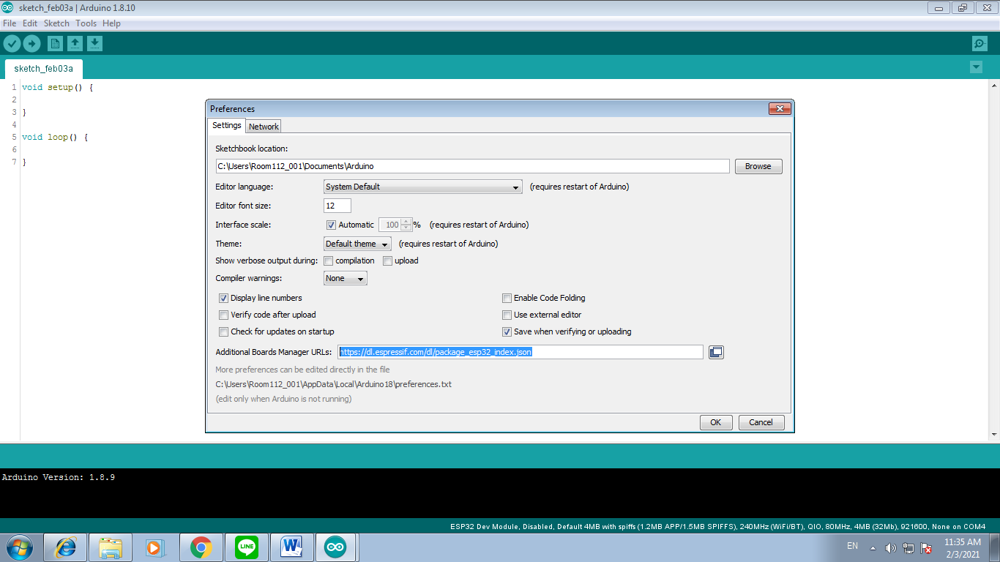 sketch_feb03a | Arduino 1.8.10
File Edit Sketch Tools Help
sketch_feb03a
1 void setup() {
2
3 }
4
5 void loop() {
6
7 }
Preferences
Settings Network
Sketchbook location:
C:\Users\Room112_001\Documents\Arduino Browse
Editor language: System Default (requires restart of Arduino)
Editor font size: 12
Interface scale: Automatic 100 % (requires restart of Arduino)
Theme: Default theme (requires restart of Arduino)
Show verbose output during: compilation upload
Compiler warnings: None
Display line numbers Enable Code Folding
Verify code after upload Use external editor
Check for updates on startup Save when verifying or uploading
Additional Boards Manager URLs: https://dl.espressif.com/dl/package_esp32_index.json
More preferences can be edited directly in the file
C:\Users\Room112_001\AppData\Local\Arduino18\preferences.txt
(edit only when Arduino is not running)
OK Cancel
Arduino Version: 1.8.9
ESP32 Dev Module, Disabled, Default 4MB with spiffs (1.2MB APP/1.5MB SPIFFS), 240MHz (WiFi/BT), QIO, 80MHz, 4MB (32Mb), 921600, None on COM4
LINE
W
EN
11:35 AM
2/3/2021